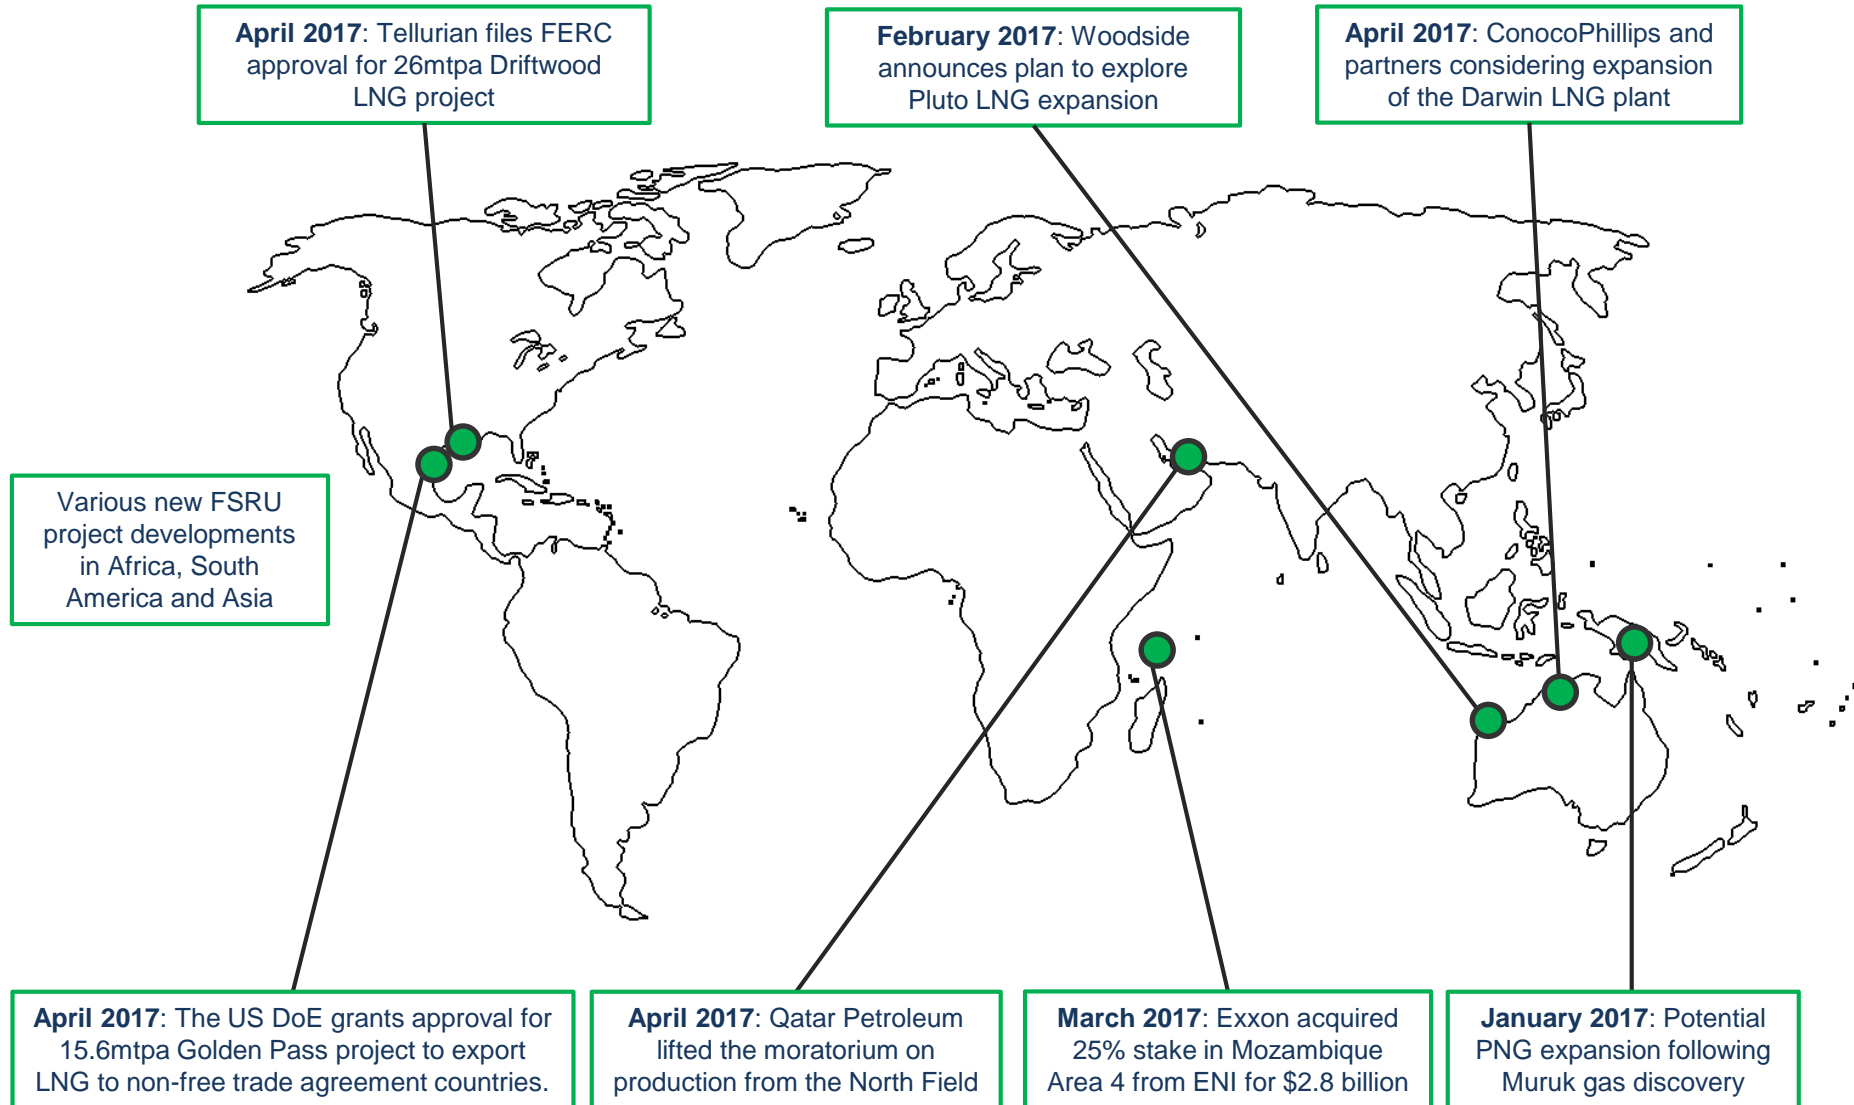 April 2017: Tellurian files FERC
approval for 26mtpa Driftwood
LNG project
February 2017: Woodside
announces plan to explore
Pluto LNG expansion
April 2017: ConocoPhillips and
partners considering expansion
of the Darwin LNG plant
Various new FSRU
project developments
in Africa, South
America and Asia
April 2017: The US DoE grants approval for
15.6mtpa Golden Pass project to export
LNG to non-free trade agreement countries.
April 2017: Qatar Petroleum
lifted the moratorium on
production from the North Field
March 2017: Exxon acquired
25% stake in Mozambique
Area 4 from ENI for $2.8 billion
January 2017: Potential
PNG expansion following
Muruk gas discovery